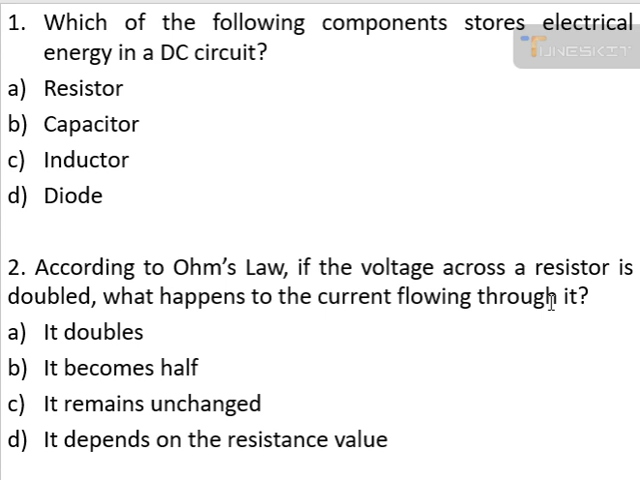 1. Which of the following components stores electrical
energy in a DC circuit?
TUNESKIT
a) Resistor
b) Capacitor
c) Inductor
d) Diode
2. According to Ohm’s Law, if the voltage across a resistor is
doubled, what happens to the current flowing through it?
a) It doubles
b) It becomes half
c) It remains unchanged
d) It depends on the resistance value